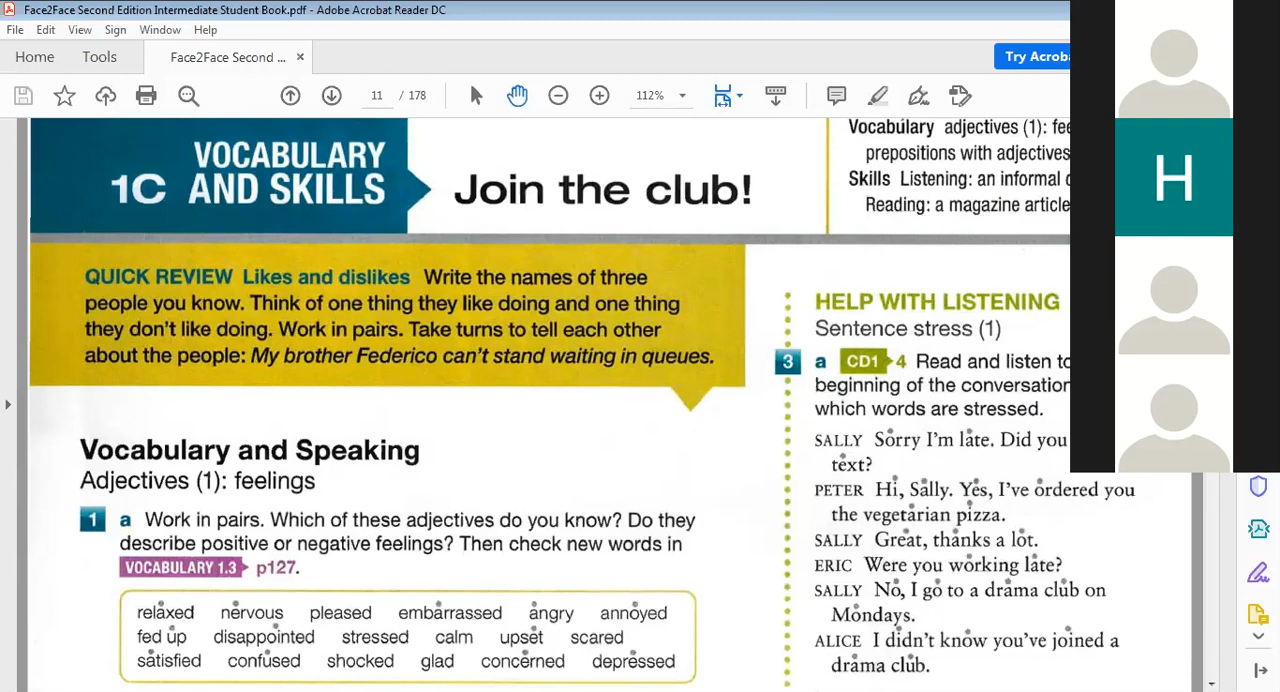 Face2Face Second Edition Intermediate Student Book.pdf - Adobe Acrobat Reader DC
File Edit View Sign Window Help
Home Tools Face2Face Second ... ×
Try Acroba
11 / 178 112%
VOCABULARY
1C AND SKILLS
Join the club!
Vocabulary adjectives (1): fee
prepositions with adjectives
Skills Listening: an informal
Reading: a magazine article
H
QUICK REVIEW Likes and dislikes Write the names of three
people you know. Think of one thing they like doing and one thing
they don't like doing. Work in pairs. Take turns to tell each other
about the people: My brother Federico can't stand waiting in queues.
Vocabulary and Speaking
Adjectives (1): feelings
1 a Work in pairs. Which of these adjectives do you know? Do they
describe positive or negative feelings? Then check new words in
VOCABULARY 1.3 p127.
relaxed nervous pleased embarrassed angry annoyed
fed up disappointed stressed calm upset scared
satisfied confused shocked glad concerned depressed
HELP WITH LISTENING
Sentence stress (1)
3 a CD1 4 Read and listen to
beginning of the conversation
which words are stressed.
SALLY Sorry I'm late. Did you
text?
PETER Hi, Sally. Yes, I've ordered you
the vegetarian pizza.
SALLY Great, thanks a lot.
ERIC Were you working late?
SALLY No, I go to a drama club on
Mondays.
ALICE I didn't know you've joined a
drama club.